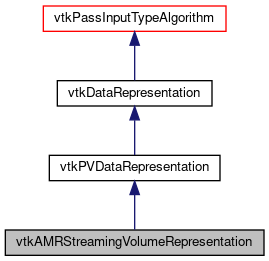 vtkPassInputTypeAlgorithm
vtkDataRepresentation
vtkPVDataRepresentation
vtkAMRStreamingVolumeRepresentation